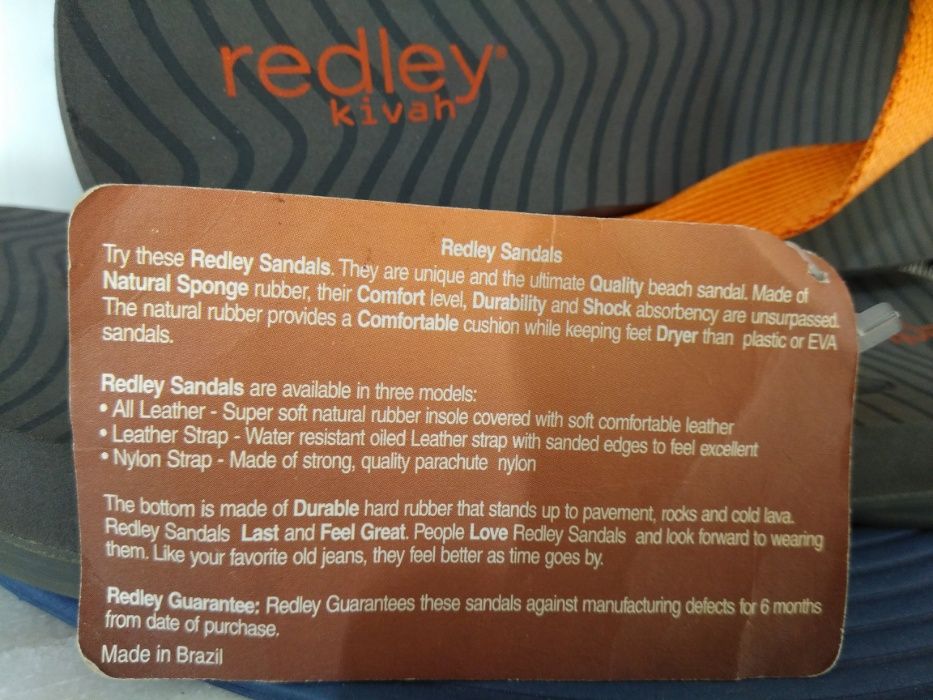 redley®
kivah
Redley Sandals
Try these Redley Sandals. They are unique and the ultimate Quality beach sandal. Made of
Natural Sponge rubber, their Comfort level, Durability and Shock absorbency are unsurpassed.
The natural rubber provides a Comfortable cushion while keeping feet Dryer than plastic or EVA
sandals.
Redley Sandals are available in three models:
• All Leather - Super soft natural rubber insole covered with soft comfortable leather
• Leather Strap - Water resistant oiled Leather strap with sanded edges to feel excellent
• Nylon Strap - Made of strong, quality parachute nylon
The bottom is made of Durable hard rubber that stands up to pavement, rocks and cold lava.
Redley Sandals Last and Feel Great. People Love Redley Sandals and look forward to wearing
them. Like your favorite old jeans, they feel better as time goes by.
Redley Guarantee: Redley Guarantees these sandals against manufacturing defects for 6 months
from date of purchase.
Made in Brazil